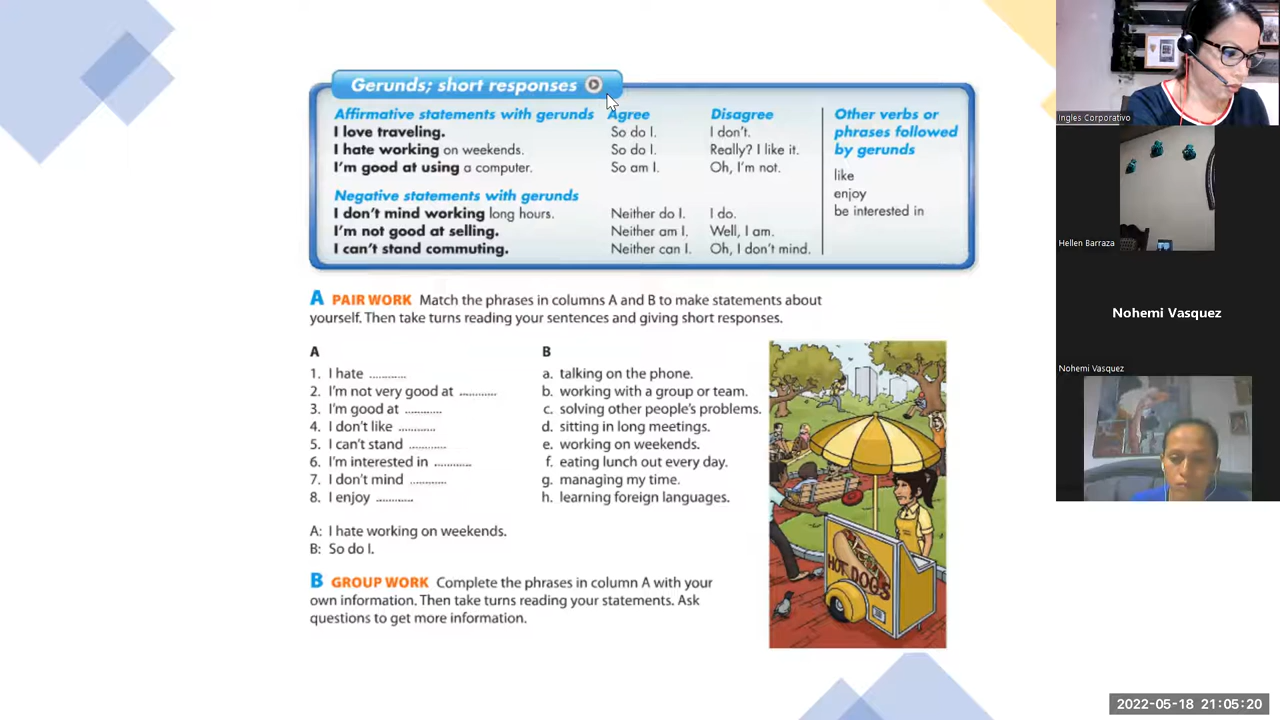 Gerunds; short responses
Affirmative statements with gerunds Agree Disagree
I love traveling. So do I. I don't.
I hate working on weekends. So do I. Really? I like it.
I'm good at using a computer. So am I. Oh, I'm not.
Negative statements with gerunds
I don't mind working long hours. Neither do I. I do.
I'm not good at selling. Neither am I. Well, I am.
I can't stand commuting. Neither can I. Oh, I don't mind.
Other verbs or
phrases followed
by gerunds
like
enjoy
be interested in
A PAIR WORK Match the phrases in columns A and B to make statements about
yourself. Then take turns reading your sentences and giving short responses.
A
1. I hate ............
2. I'm not very good at ............
3. I'm good at ............
4. I don't like ............
5. I can't stand ............
6. I'm interested in ............
7. I don't mind ............
8. I enjoy ............
B
a. talking on the phone.
b. working with a group or team.
c. solving other people's problems.
d. sitting in long meetings.
e. working on weekends.
f. eating lunch out every day.
g. managing my time.
h. learning foreign languages.
A: I hate working on weekends.
B: So do I.
HOT DOGS
B GROUP WORK Complete the phrases in column A with your
own information. Then take turns reading your statements. Ask
questions to get more information.
Ingles Corporativo
Hellen Barraza
Nohemi Vasquez
Nohemi Vasquez
2022-05-18 21:05:20